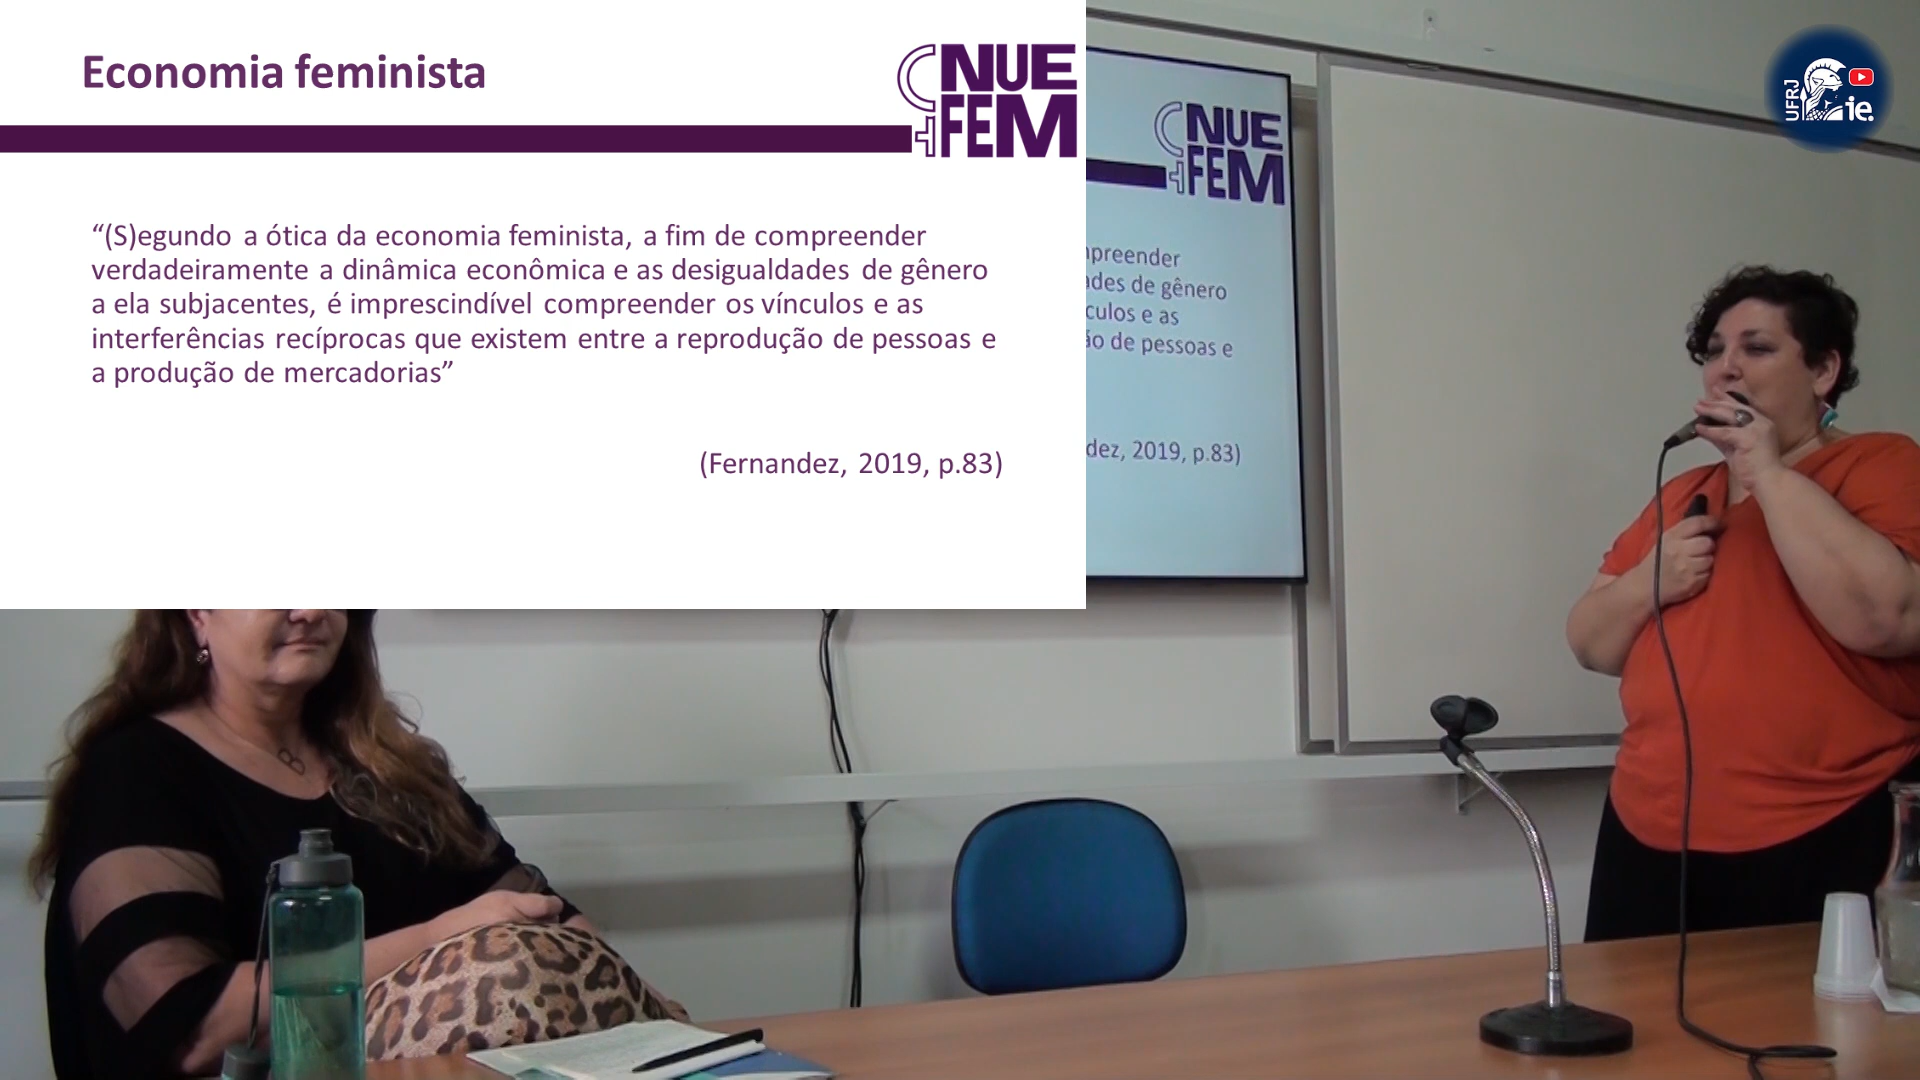 Economia feminista
NUE
FEM
“(S)egundo a ótica da economia feminista, a fim de compreender
verdadeiramente a dinâmica econômica e as desigualdades de gênero
a ela subjacentes, é imprescindível compreender os vínculos e as
interferências recíprocas que existem entre a reprodução de pessoas e
a produção de mercadorias”
(Fernandez, 2019, p.83)
NUE
FEM
preender
ades de gênero
culos e as
ão de pessoas e
dez, 2019, p.83)
UFRJ
ie.